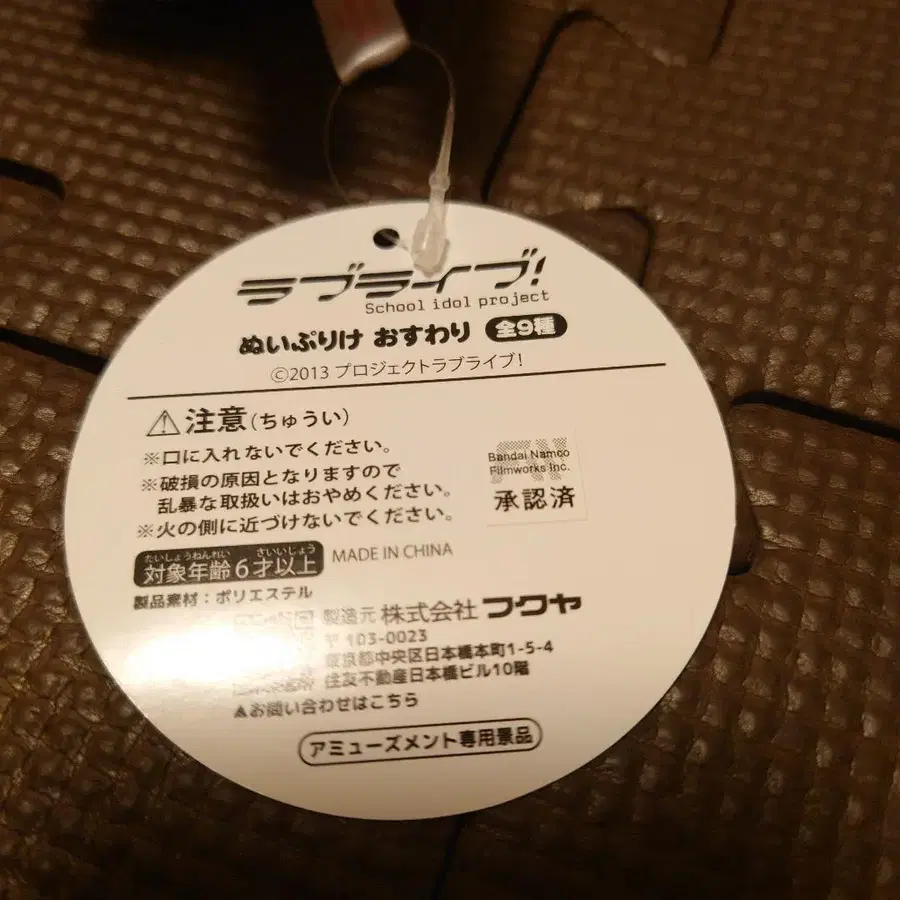 ラブライブ!
School idol project
ぬいぷりけ おすわり 全9種
©2013 プロジェクトラブライブ!
注意(ちゅうい)
※口に入れないでください。
※破損の原因となりますので
乱暴な取扱いはおやめください。
※火の側に近づけないでください。
Bandai Namco
Filmworks Inc.
承認済
たいしょうねんれい さいいじょう
対象年齢6才以上 MADE IN CHINA
製品素材:ポリエステル
製造元 株式会社フクヤ
〒103-0023
東京都中央区日本橋本町1-5-4
住友不動産日本橋ビル10階
▲お問い合わせはこちら
アミューズメント専用景品